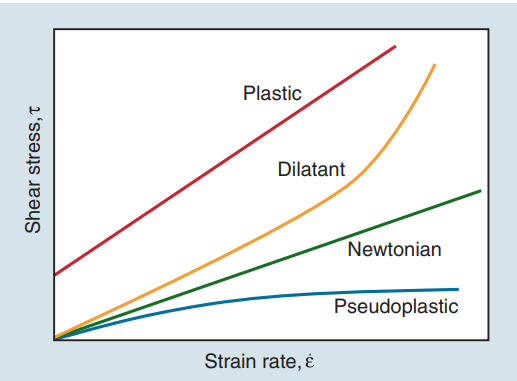 Plastic
Dilatant
Newtonian
Pseudoplastic
Shear stress, τ
Strain rate, ε̇